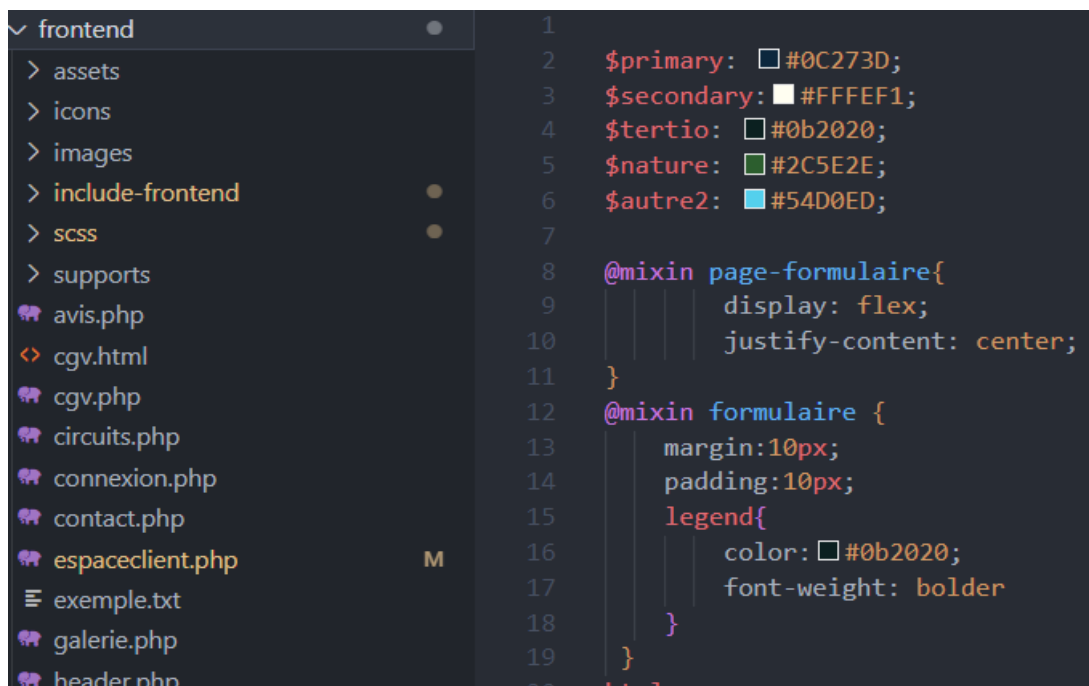 frontend
assets
icons
images
include-frontend
scss
supports
avis.php
cgv.html
cgv.php
circuits.php
connexion.php
contact.php
espaceclient.php M
exemple.txt
galerie.php
header.php
1
2 $primary: #0C273D;
3 $secondary: #FFFEF1;
4 $tertio: #0b2020;
5 $nature: #2C5E2E;
6 $autre2: #54D0ED;
7
8 @mixin page-formulaire{
9 display: flex;
10 justify-content: center;
11 }
12 @mixin formulaire {
13 margin:10px;
14 padding:10px;
15 legend{
16 color: #0b2020;
17 font-weight: bolder
18 }
19 }